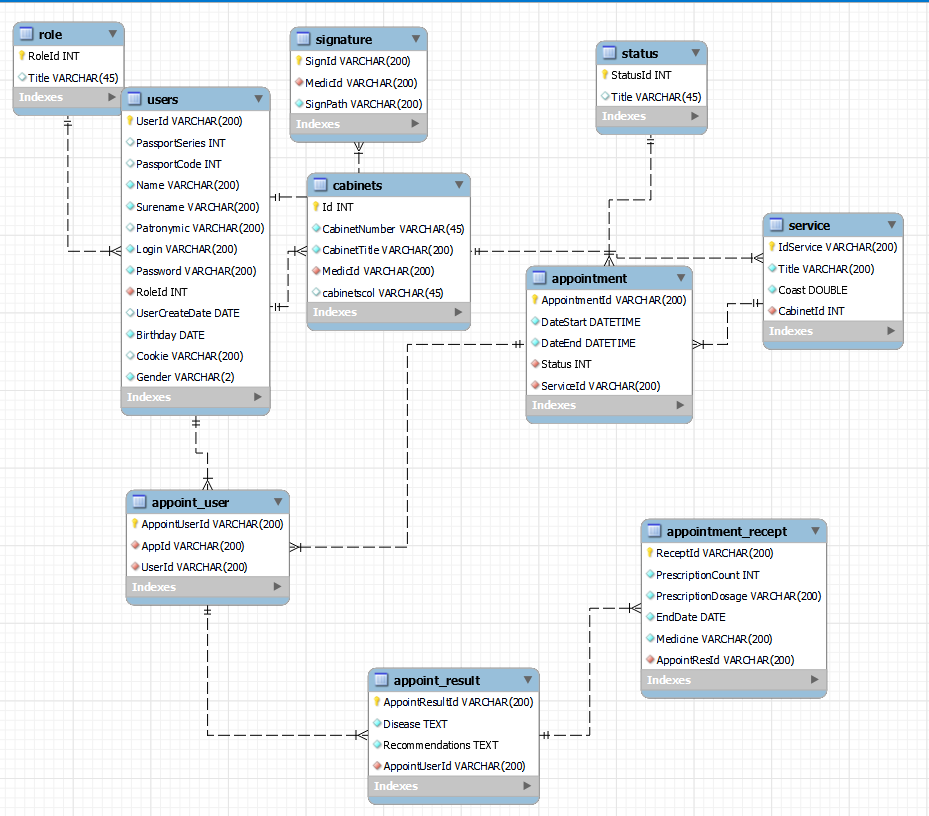 role
RoleId INT
Title VARCHAR(45)
Indexes
users
UserId VARCHAR(200)
PassportSeries INT
PassportCode INT
Name VARCHAR(200)
Surename VARCHAR(200)
Patronymic VARCHAR(200)
Login VARCHAR(200)
Password VARCHAR(200)
RoleId INT
UserCreateDate DATE
Birthday DATE
Cookie VARCHAR(200)
Gender VARCHAR(2)
Indexes
signature
SignId VARCHAR(200)
MedicId VARCHAR(200)
SignPath VARCHAR(200)
Indexes
cabinets
Id INT
CabinetNumber VARCHAR(45)
CabinetTitle VARCHAR(200)
MedicId VARCHAR(200)
cabinetscol VARCHAR(45)
Indexes
status
StatusId INT
Title VARCHAR(45)
Indexes
service
IdService VARCHAR(200)
Title VARCHAR(200)
Coast DOUBLE
CabinetId INT
Indexes
appointment
AppointmentId VARCHAR(200)
DateStart DATETIME
DateEnd DATETIME
Status INT
ServiceId VARCHAR(200)
Indexes
appoint_user
AppointUserId VARCHAR(200)
AppId VARCHAR(200)
UserId VARCHAR(200)
Indexes
appoint_result
AppointResultId VARCHAR(200)
Disease TEXT
Recommendations TEXT
AppointUserId VARCHAR(200)
Indexes
appointment_recept
ReceptId VARCHAR(200)
PrescriptionCount INT
PrescriptionDosage VARCHAR(200)
EndDate DATE
Medicine VARCHAR(200)
AppointResId VARCHAR(200)
Indexes